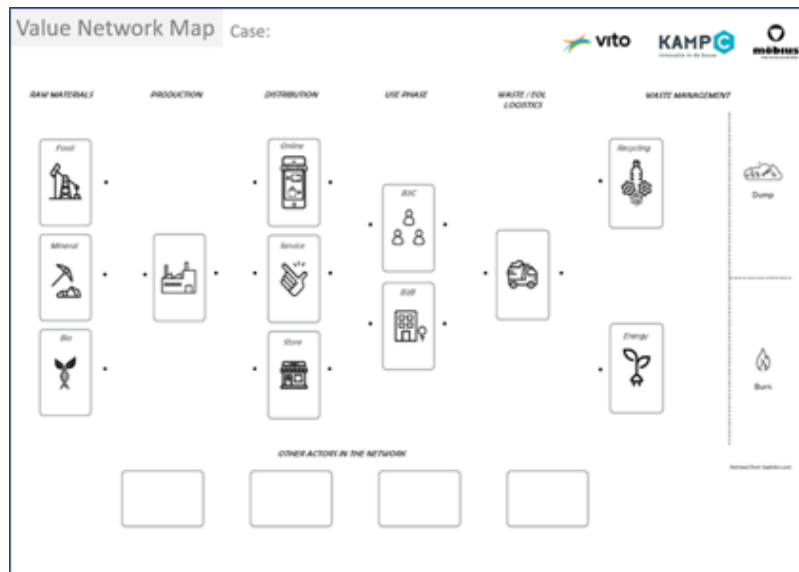 Value Network Map Case:
vito
KAMP C
möbius
RAW MATERIALS
PRODUCTION
DISTRIBUTION
USE PHASE
WASTE / EOL
LOGISTICS
WASTE MANAGEMENT
Online
Recycling
B2C
Dump
Mineral
Service
B2B
Bio
Store
Energy
Burn
OTHER ACTORS IN THE NETWORK